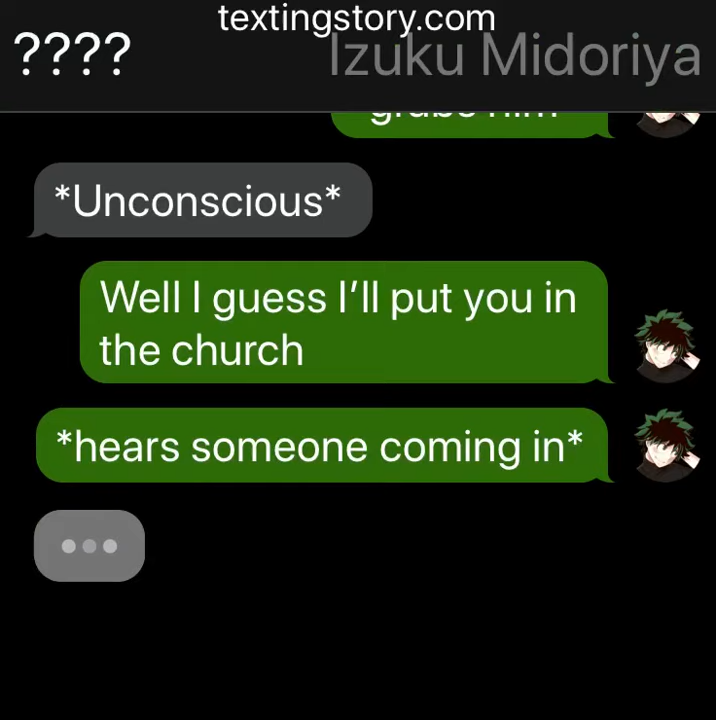 textingstory.com
????
Izuku Midoriya
*Unconscious*
Well I guess I’ll put you in
the church
*hears someone coming in*